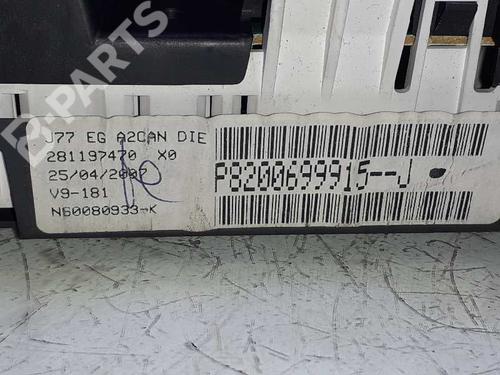 B-PARTS
J77 EG A2CAN DIE
281197470 X0
25/04/2007
V9-181
N60080933-K
P8200699915--J